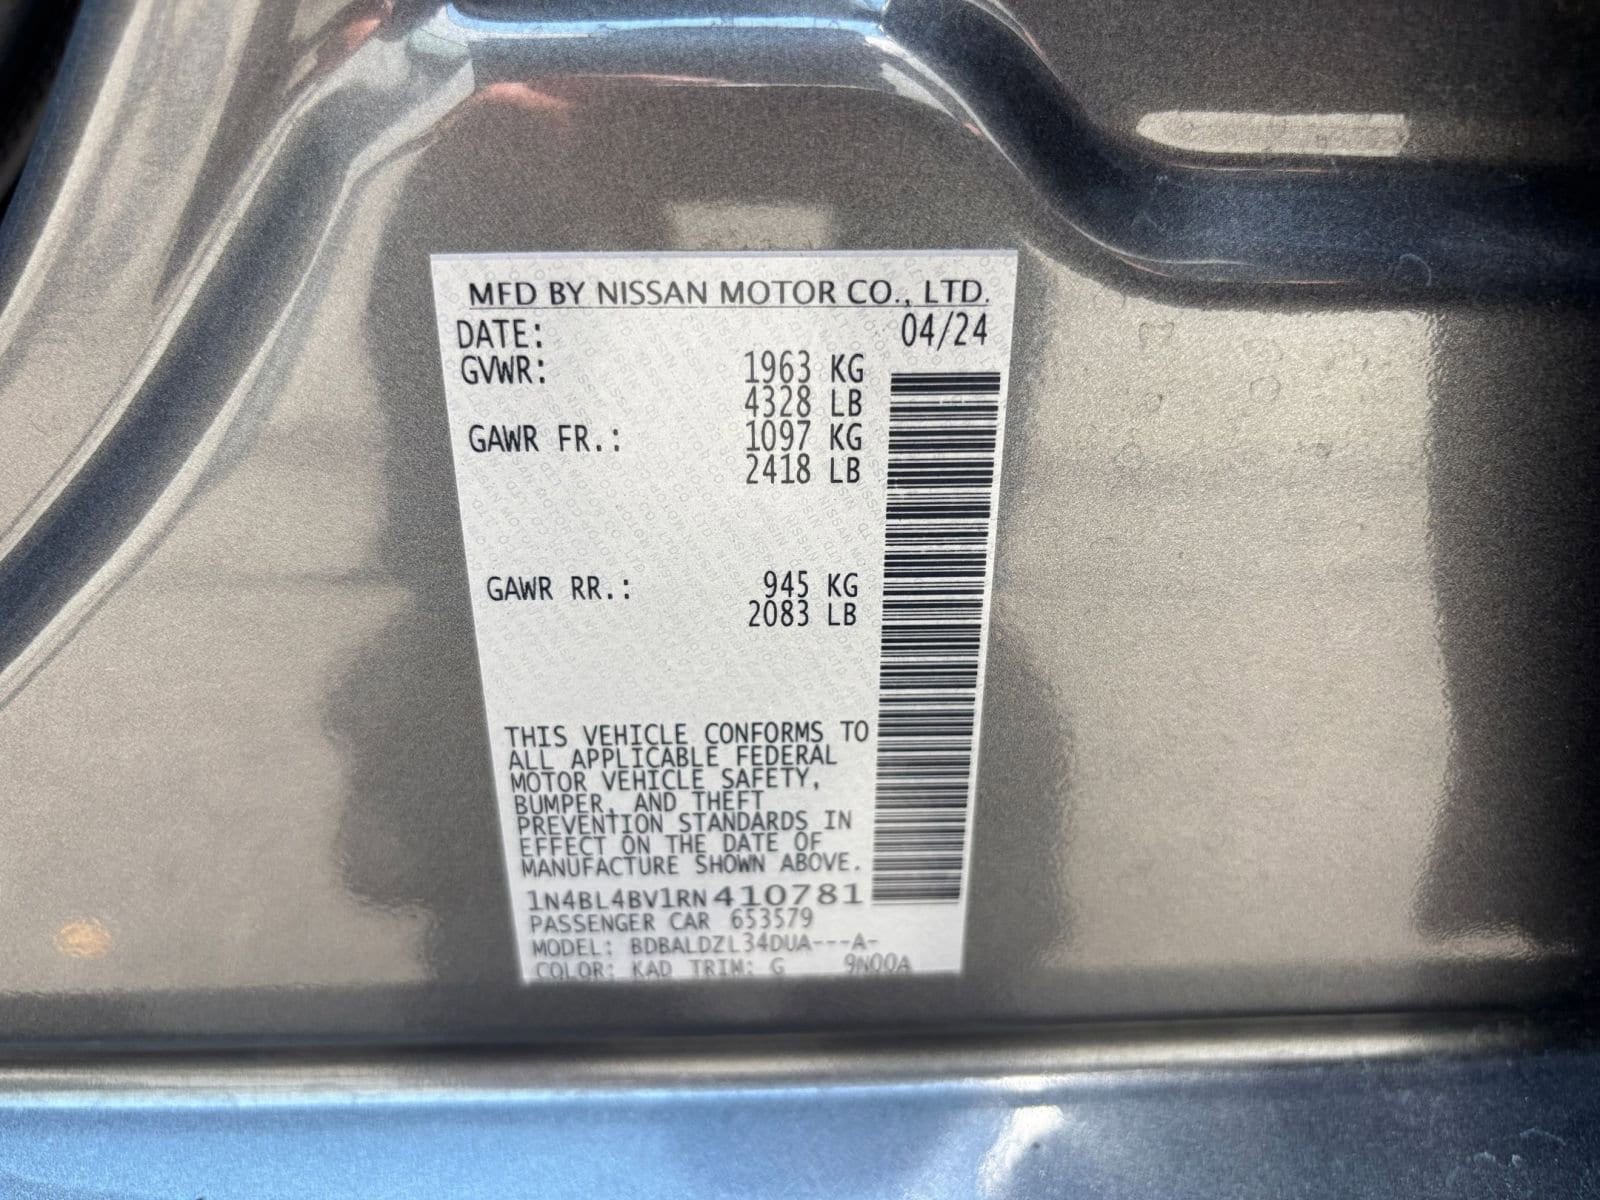 MFD BY NISSAN MOTOR CO., LTD.
DATE: 04/24
GVWR: 1963 KG
4328 LB
GAWR FR.: 1097 KG
2418 LB
GAWR RR.: 945 KG
2083 LB
THIS VEHICLE CONFORMS TO
ALL APPLICABLE FEDERAL
MOTOR VEHICLE SAFETY,
BUMPER, AND THEFT
PREVENTION STANDARDS IN
EFFECT ON THE DATE OF
MANUFACTURE SHOWN ABOVE.
1N4BL4BV1RN410781
PASSENGER CAR 653579
MODEL: BDBALDZL34DUA---A-
COLOR: KAD TRIM: G 9N00A